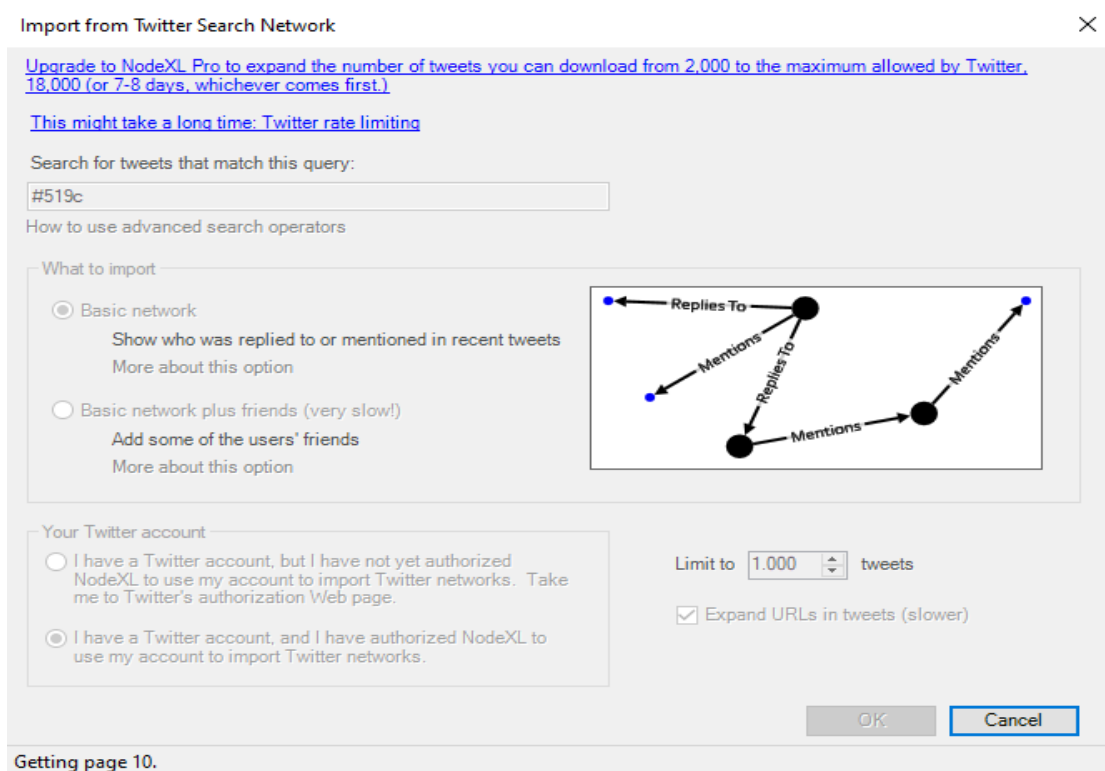 Import from Twitter Search Network
Upgrade to NodeXL Pro to expand the number of tweets you can download from 2,000 to the maximum allowed by Twitter,
18,000 (or 7-8 days, whichever comes first.)
This might take a long time: Twitter rate limiting
Search for tweets that match this query:
#519c
How to use advanced search operators
What to import
Basic network
Show who was replied to or mentioned in recent tweets
More about this option
Basic network plus friends (very slow!)
Add some of the users' friends
More about this option
Replies To
Mentions
Replies To
Mentions
Mentions
Your Twitter account
I have a Twitter account, but I have not yet authorized
NodeXL to use my account to import Twitter networks. Take
me to Twitter's authorization Web page.
I have a Twitter account, and I have authorized NodeXL to
use my account to import Twitter networks.
Limit to 1.000 tweets
Expand URLs in tweets (slower)
OK Cancel
Getting page 10.